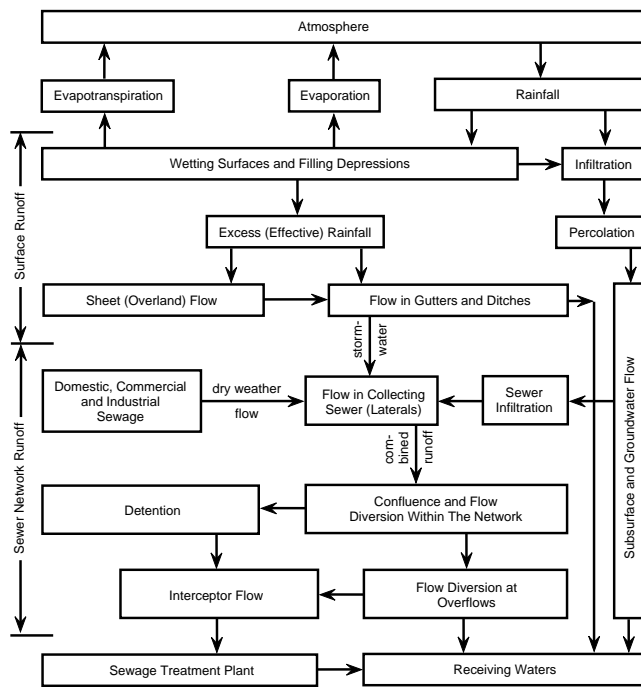 Atmosphere
Evapotranspiration
Evaporation
Rainfall
Wetting Surfaces and Filling Depressions
Infiltration
Surface Runoff
Excess (Effective) Rainfall
Percolation
Sheet (Overland) Flow
Flow in Gutters and Ditches
storm-
water
Domestic, Commercial
and Industrial
Sewage
dry weather
flow
Flow in Collecting
Sewer (Laterals)
Sewer
Infiltration
Subsurface and Groundwater Flow
Sewer Network Runoff
com-
bined
runoff
Detention
Confluence and Flow
Diversion Within The Network
Interceptor Flow
Flow Diversion at
Overflows
Sewage Treatment Plant
Receiving Waters